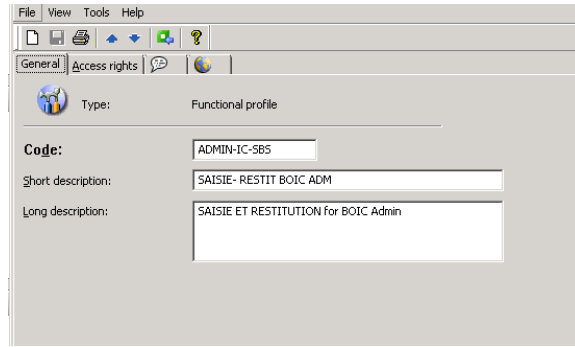 File View Tools Help
General Access rights
Type: Functional profile
Code: ADMIN-IC-SBS
Short description: SAISIE- RESTIT BOIC ADM
Long description: SAISIE ET RESTITUTION for BOIC Admin